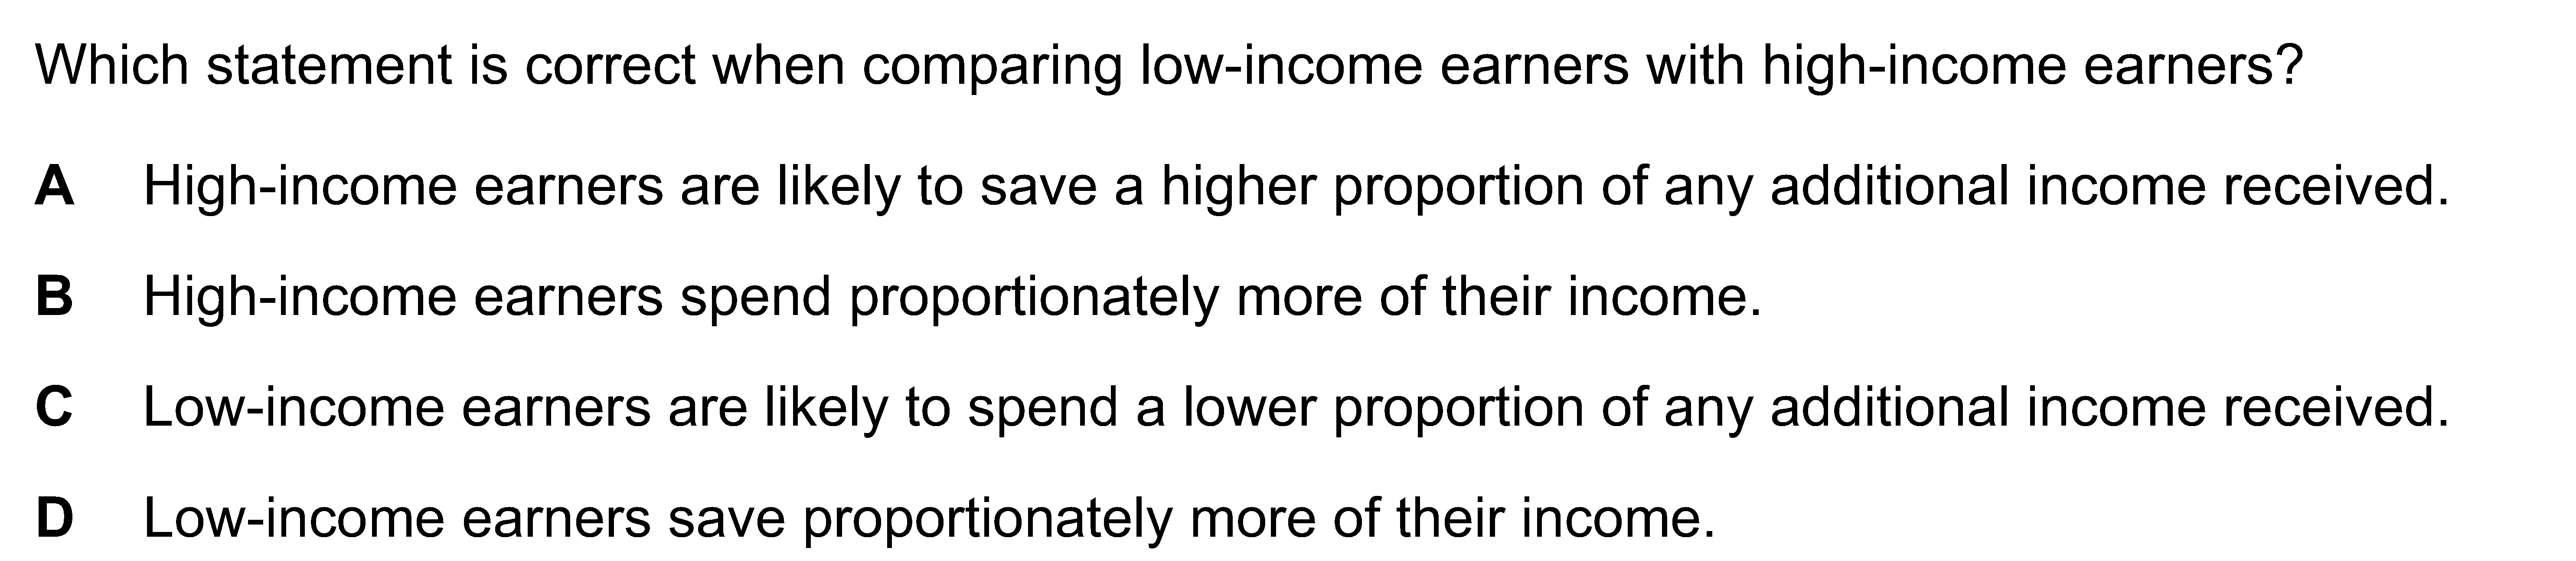 Which statement is correct when comparing low-income earners with high-income earners?
A High-income earners are likely to save a higher proportion of any additional income received.
B High-income earners spend proportionately more of their income.
C Low-income earners are likely to spend a lower proportion of any additional income received.
D Low-income earners save proportionately more of their income.